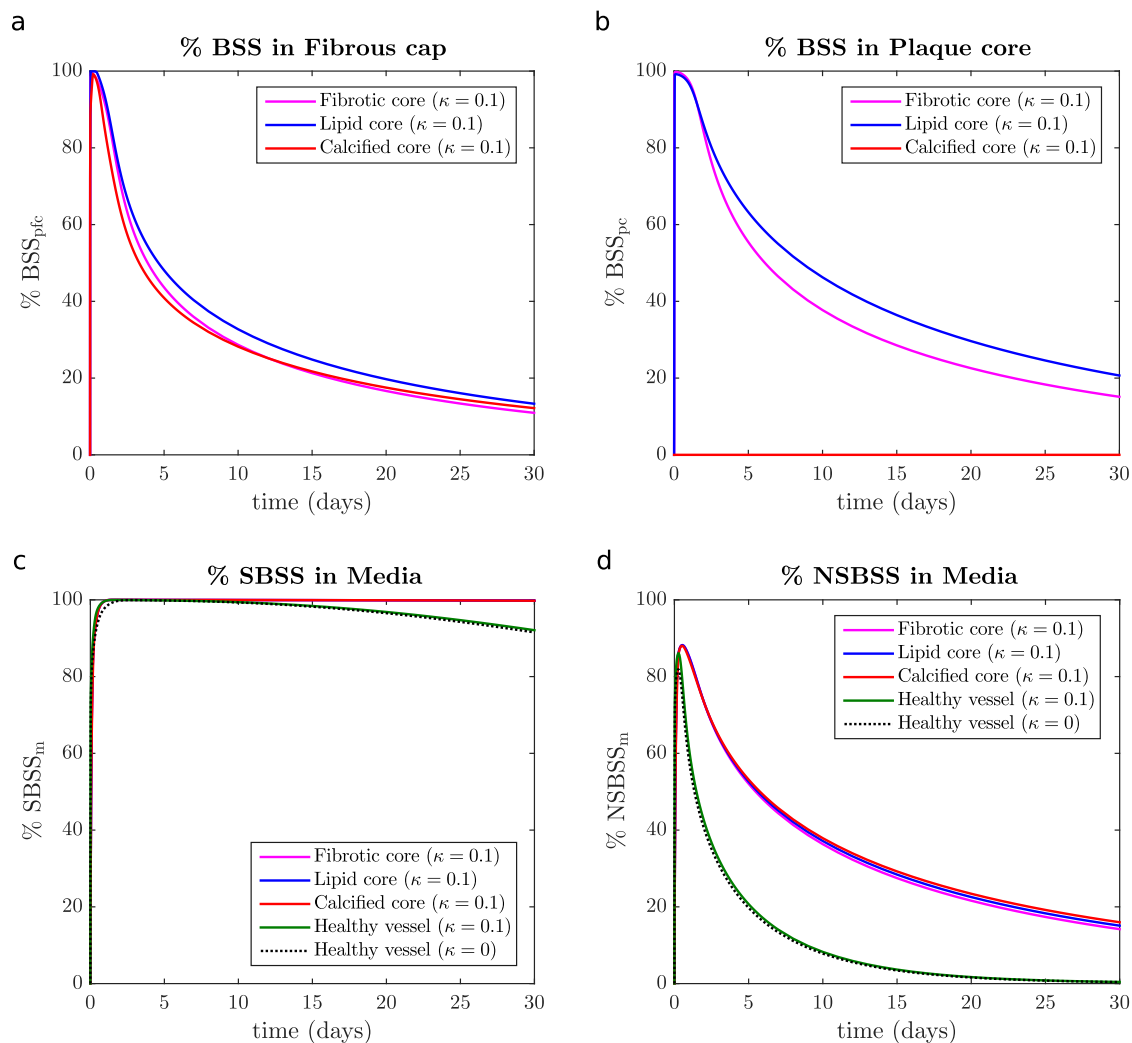 a
% BSS in Fibrous cap
100
80
60
40
20
0
% BSS_pfc
Fibrotic core (κ = 0.1)
Lipid core (κ = 0.1)
Calcified core (κ = 0.1)
0 5 10 15 20 25 30
time (days)
b
% BSS in Plaque core
100
80
60
40
20
0
% BSS_pc
Fibrotic core (κ = 0.1)
Lipid core (κ = 0.1)
Calcified core (κ = 0.1)
0 5 10 15 20 25 30
time (days)
c
% SBSS in Media
100
80
60
40
20
0
% SBSS_m
Fibrotic core (κ = 0.1)
Lipid core (κ = 0.1)
Calcified core (κ = 0.1)
Healthy vessel (κ = 0.1)
Healthy vessel (κ = 0)
0 5 10 15 20 25 30
time (days)
d
% NSBSS in Media
100
80
60
40
20
0
% NSBSS_m
Fibrotic core (κ = 0.1)
Lipid core (κ = 0.1)
Calcified core (κ = 0.1)
Healthy vessel (κ = 0.1)
Healthy vessel (κ = 0)
0 5 10 15 20 25 30
time (days)